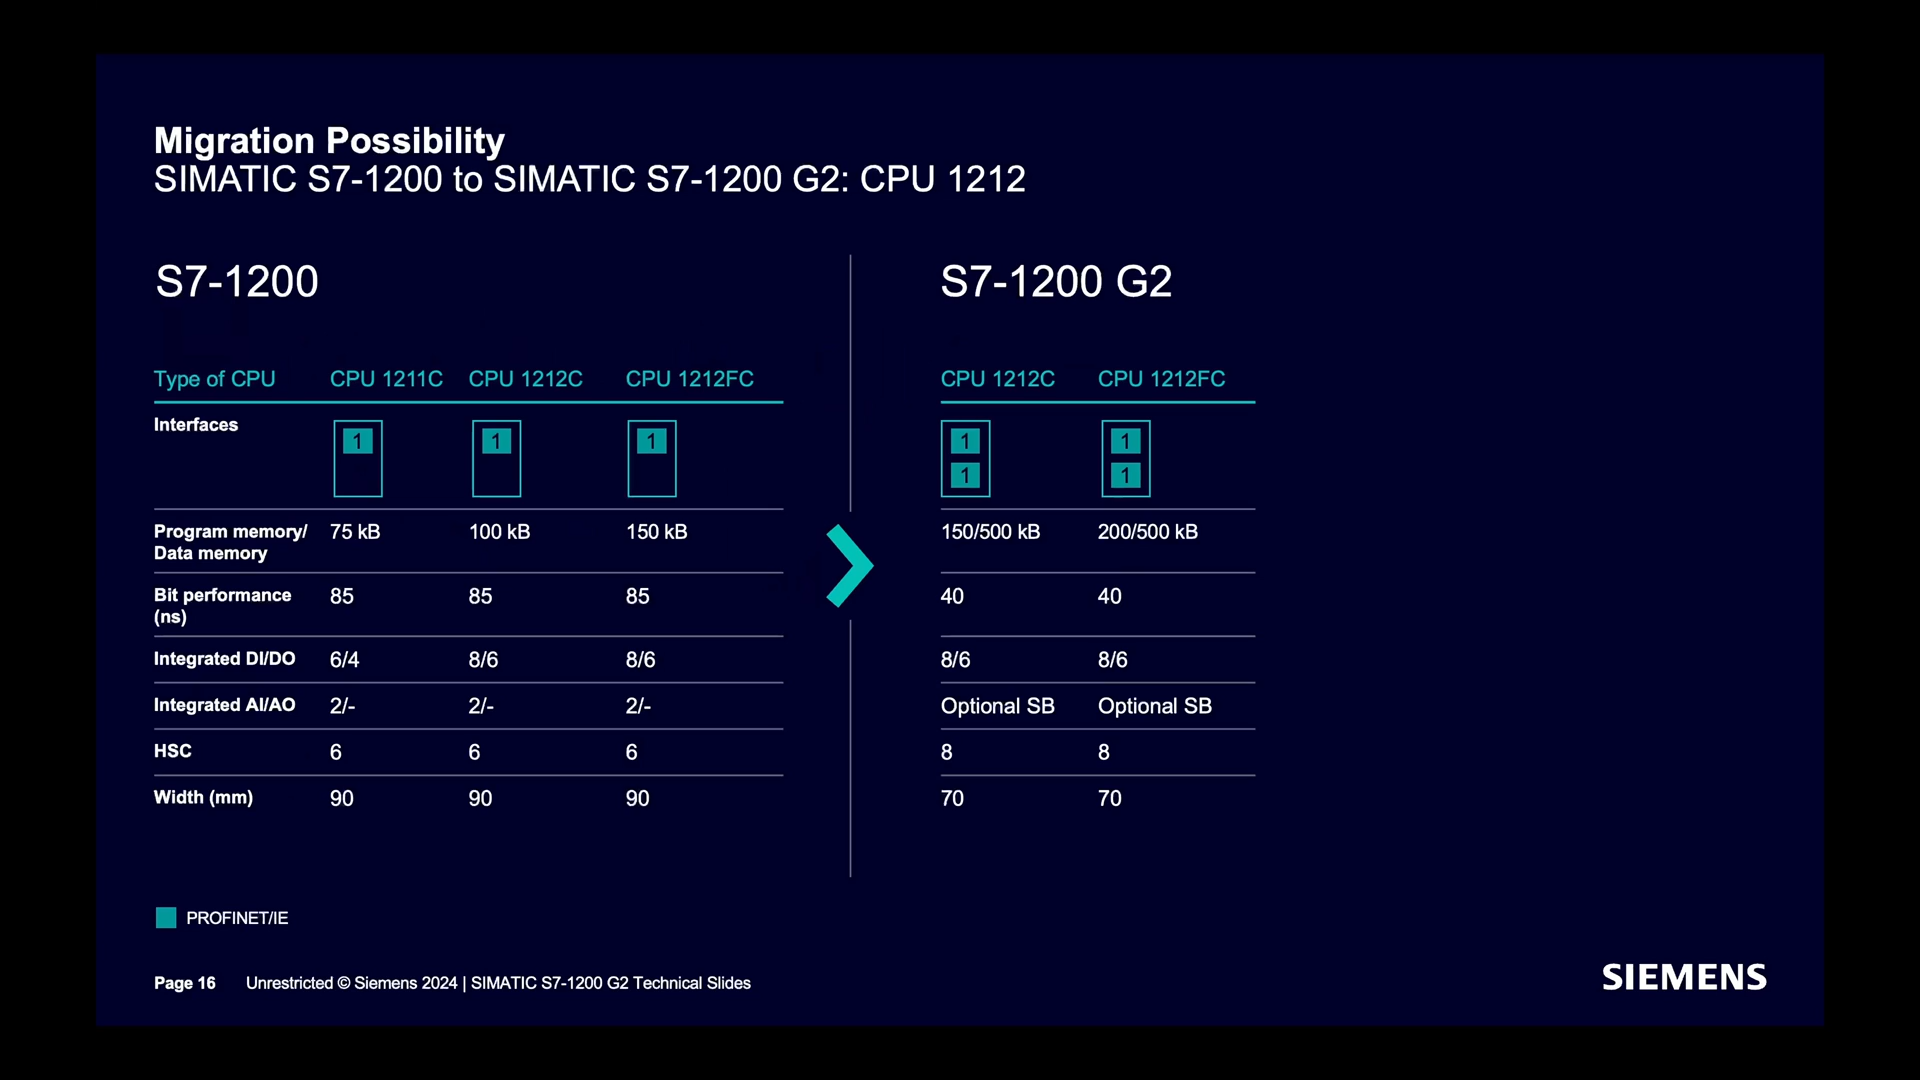 Migration Possibility
SIMATIC S7-1200 to SIMATIC S7-1200 G2: CPU 1212
S7-1200
S7-1200 G2
Type of CPU CPU 1211C CPU 1212C CPU 1212FC CPU 1212C CPU 1212FC
Interfaces 1 1 1 1 1
1 1
Program memory/ 75 kB 100 kB 150 kB 150/500 kB 200/500 kB
Data memory
Bit performance 85 85 85 40 40
(ns)
Integrated DI/DO 6/4 8/6 8/6 8/6 8/6
Integrated AI/AO 2/- 2/- 2/- Optional SB Optional SB
HSC 6 6 6 8 8
Width (mm) 90 90 90 70 70
PROFINET/IE
Page 16 Unrestricted © Siemens 2024 | SIMATIC S7-1200 G2 Technical Slides
SIEMENS